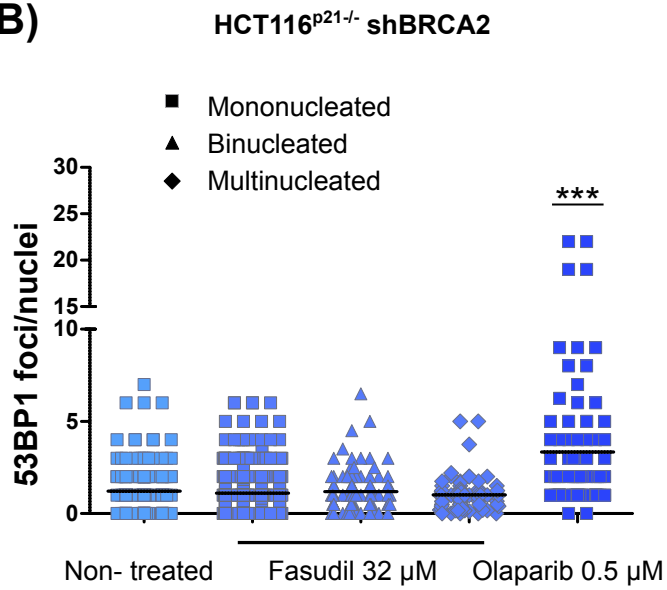 B)
HCT116p21-/- shBRCA2
Mononucleated
Binucleated
Multinucleated
53BP1 foci/nuclei
30
25
20
15
10
5
0
***
Non- treated
Fasudil 32 µM
Olaparib 0.5 µM